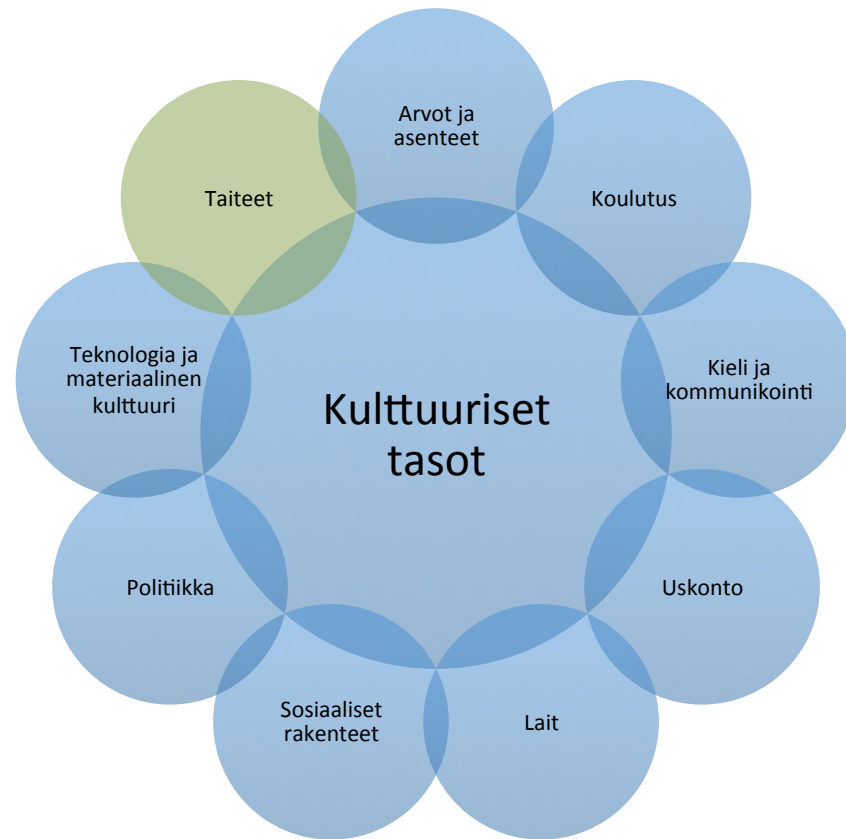 Arvot ja
asenteet
Koulutus
Kieli ja
kommunikointi
Uskonto
Lait
Sosiaaliset
rakenteet
Politiikka
Teknologia ja
materiaalinen
kulttuuri
Taiteet
Kulttuuriset
tasot